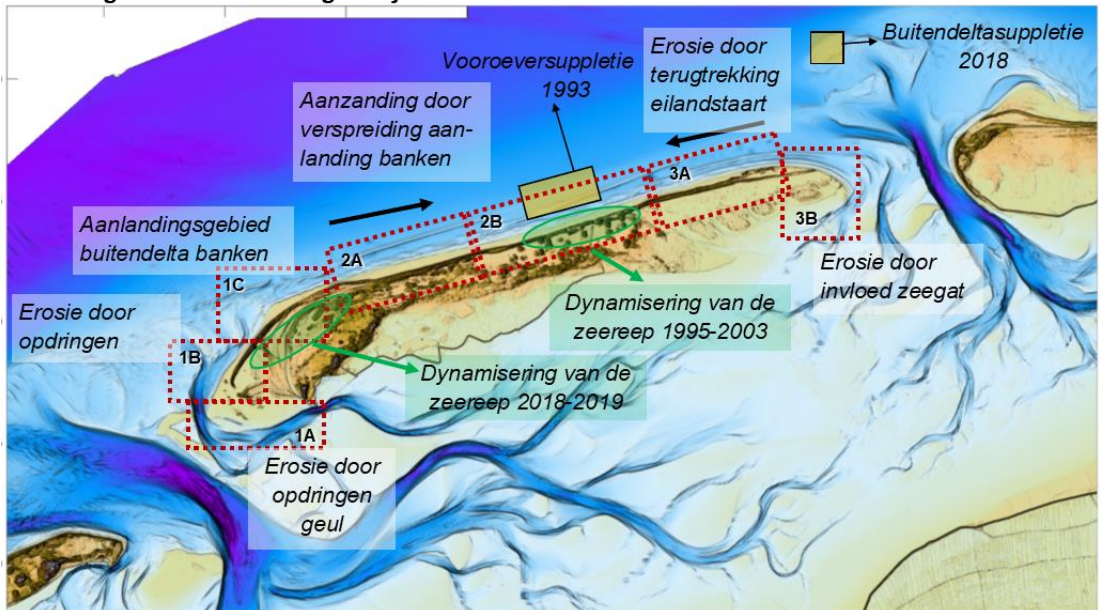 Buitendeltasuppletie
2018
Erosie door
terugtrekking
eilandstaart
Vooroeversuppletie
1993
Aanzanding door
verspreiding aan-
landing banken
3A
3B
2B
Aanlandingsgebied
buitendelta banken
2A
1C
Erosie door
invloed zeegat
Erosie door
opdringen
Dynamisering van de
zeereep 1995-2003
1B
Dynamisering van de
zeereep 2018-2019
1A
Erosie door
opdringen
geul